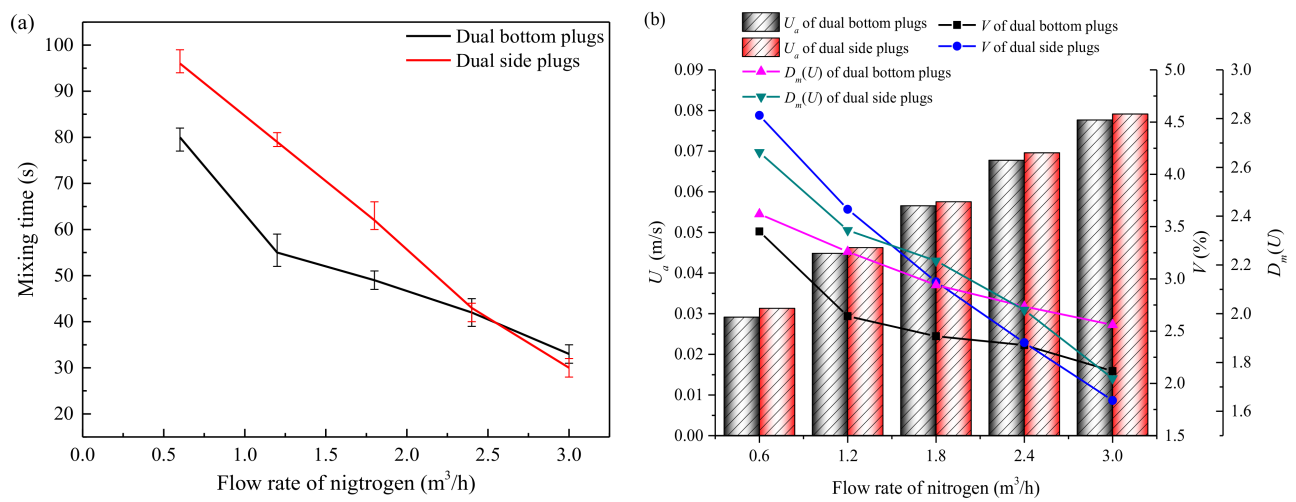 (a)
Dual bottom plugs
Dual side plugs
Mixing time (s)
100
90
80
70
60
50
40
30
20
0.0 0.5 1.0 1.5 2.0 2.5 3.0
Flow rate of nigtrogen (m³/h)
(b)
Uₐ of dual bottom plugs
Uₐ of dual side plugs
V of dual bottom plugs
V of dual side plugs
Dₘ(U) of dual bottom plugs
Dₘ(U) of dual side plugs
Uₐ (m/s)
0.09
0.08
0.07
0.06
0.05
0.04
0.03
0.02
0.01
0.00
V (%)
5.0
4.5
4.0
3.5
3.0
2.5
2.0
1.5
Dₘ(U)
3.0
2.8
2.6
2.4
2.2
2.0
1.8
1.6
0.6 1.2 1.8 2.4 3.0
Flow rate of nitrogen (m³/h)